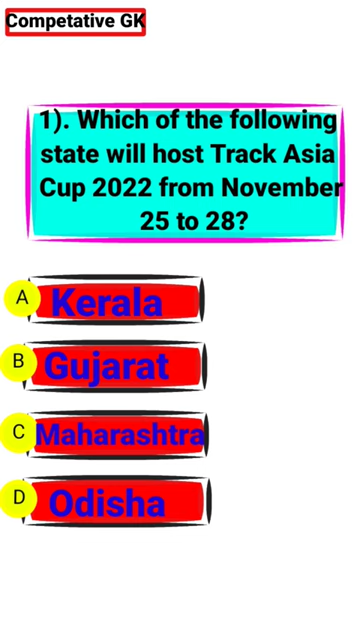 Competative GK
1). Which of the following
state will host Track Asia
Cup 2022 from November
25 to 28?
A
Kerala
B
Gujarat
C
Maharashtra
D
Odisha